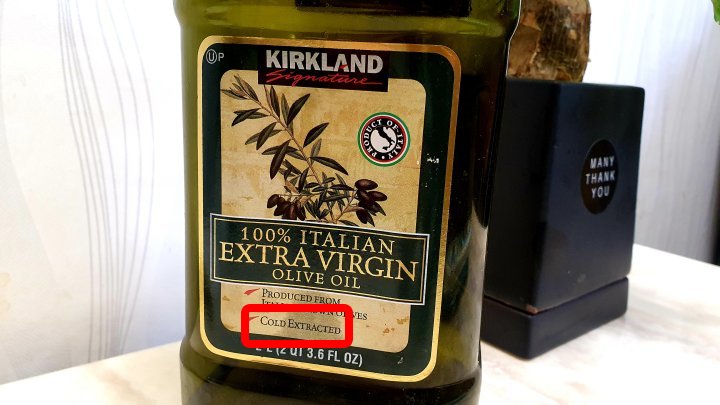 Ⓤ P
KIRKLAND
Signature
PRODUCT OF ITALY
100% ITALIAN
EXTRA VIRGIN
OLIVE OIL
PRODUCED FROM
OLIVES
COLD EXTRACTED
(2 QT 3.6 FL OZ)
MANY
THANK
YOU